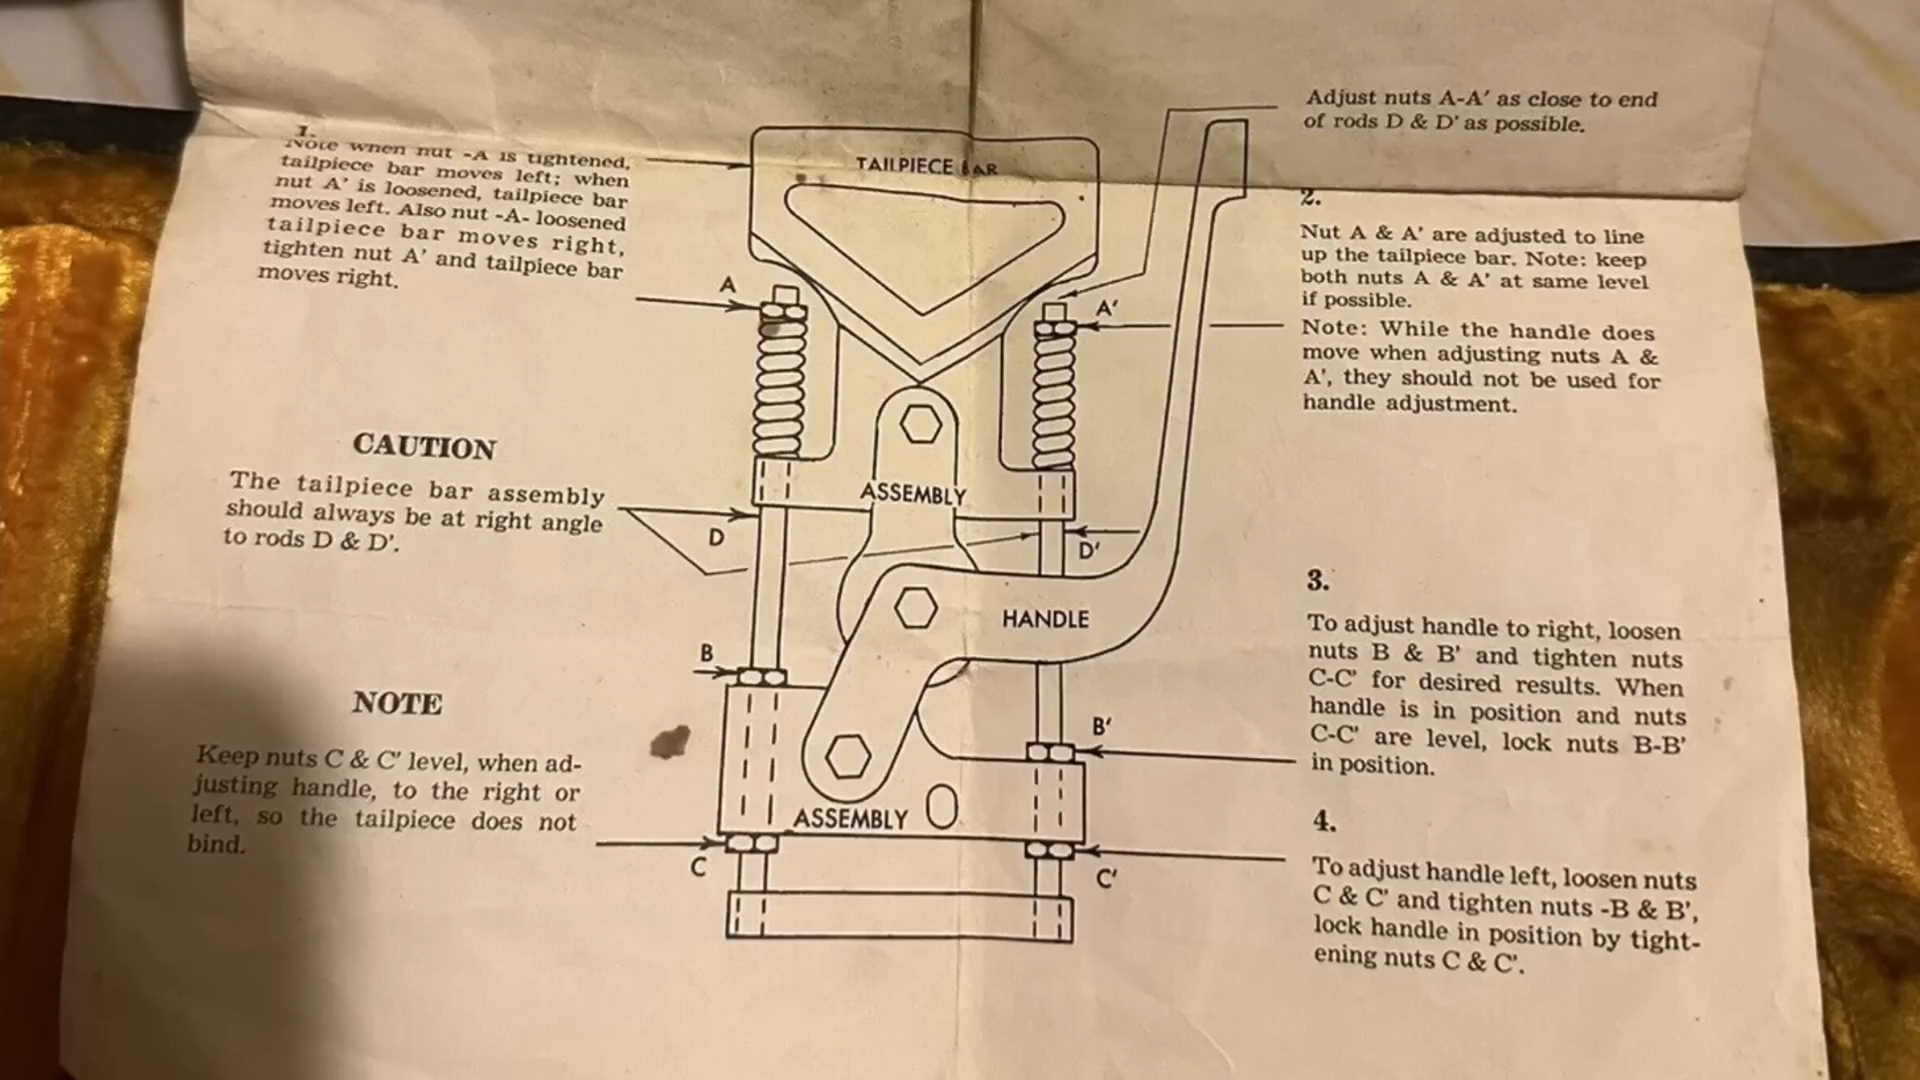 1.
Note when nut -A is tightened,
tailpiece bar moves left; when
nut A' is loosened, tailpiece bar
moves left. Also nut -A- loosened
tailpiece bar moves right,
tighten nut A' and tailpiece bar
moves right.
CAUTION
The tailpiece bar assembly
should always be at right angle
to rods D & D'.
NOTE
Keep nuts C & C' level, when ad-
justing handle, to the right or
left, so the tailpiece does not
bind.
TAILPIECE BAR
A
A'
ASSEMBLY
D
D'
HANDLE
B
B'
ASSEMBLY
C
C'
Adjust nuts A-A' as close to end
of rods D & D' as possible.
2.
Nut A & A' are adjusted to line
up the tailpiece bar. Note: keep
both nuts A & A' at same level
if possible.
Note: While the handle does
move when adjusting nuts A &
A', they should not be used for
handle adjustment.
3.
To adjust handle to right, loosen
nuts B & B' and tighten nuts
C-C' for desired results. When
handle is in position and nuts
C-C' are level, lock nuts B-B'
in position.
4.
To adjust handle left, loosen nuts
C & C' and tighten nuts -B & B',
lock handle in position by tight-
ening nuts C & C'.